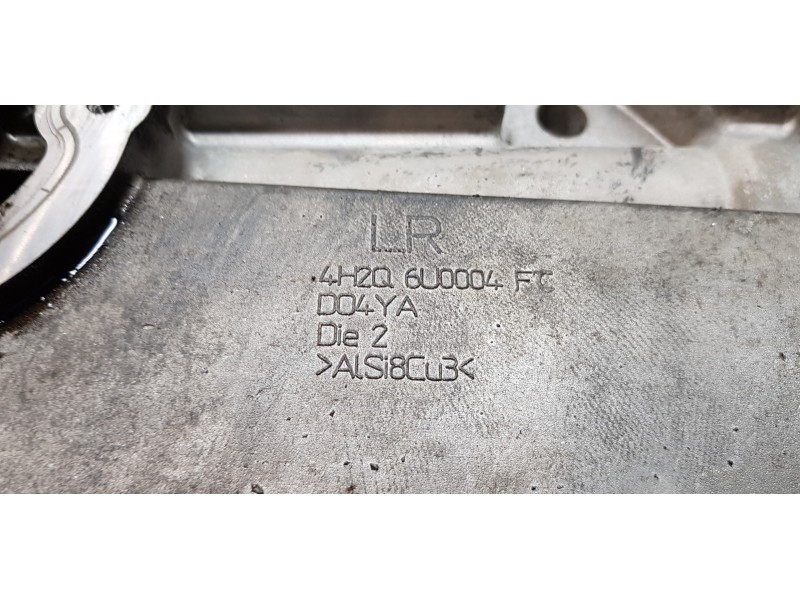 LR
4H2Q 6U0004 FC
D04YA
Die 2
>AlSi8Cu3<